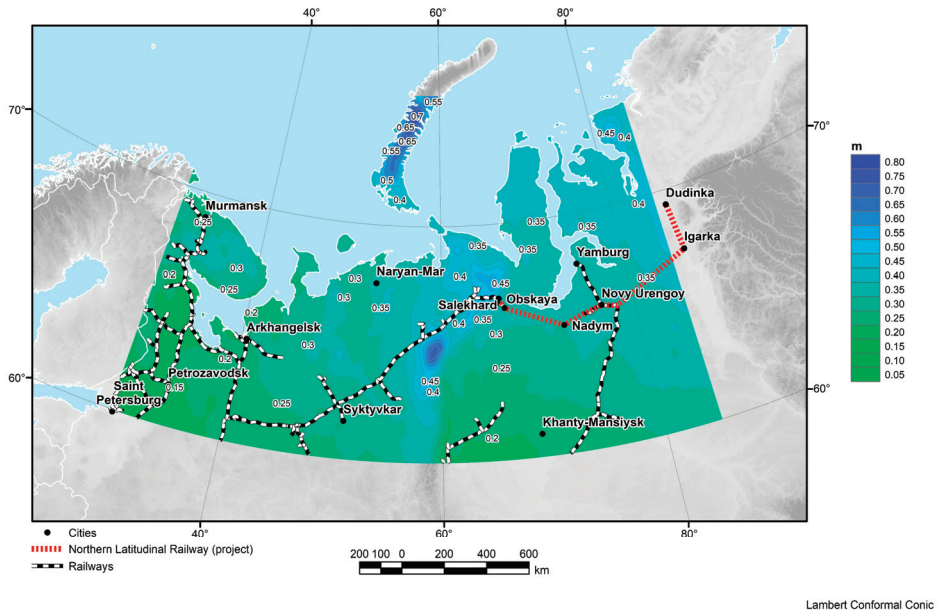 40°
60°
80°
70°
70°
60°
60°
40°
60°
80°
0.55
0.7
0.65
0.65
0.55
0.5
0.4
0.45
0.4
0.4
m
0.80
0.75
0.70
0.65
0.60
0.55
0.50
0.45
0.40
0.35
0.30
0.25
0.20
0.15
0.10
0.05
Dudinka
Igarka
Murmansk
0.25
0.35
0.35
0.35
0.35
Yamburg
0.2
0.3
0.25
Naryan-Mar
0.3
0.3
0.35
0.4
0.45
0.35
Salekhard
Obskaya
Novy Urengoy
0.2
Arkhangelsk
0.3
0.4
0.35
0.3
Nadym
0.2
Petrozavodsk
0.15
Saint
Petersburg
0.25
Syktyvkar
0.45
0.4
0.25
0.2
Khanty-Mansiysk
Cities
Northern Latitudinal Railway (project)
Railways
200 100 0 200 400 600
km
Lambert Conformal Conic